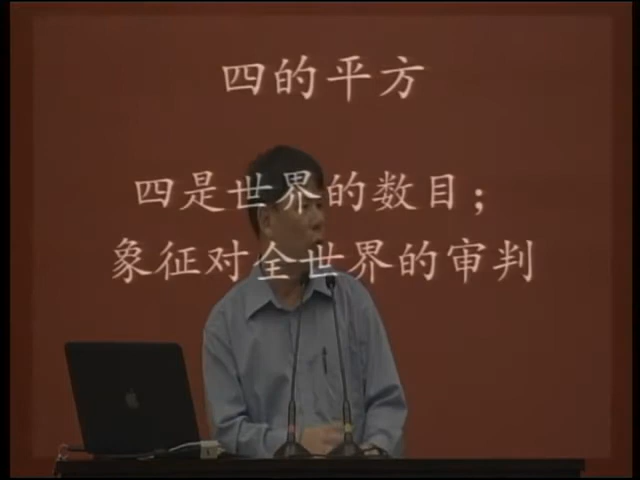 四的平方
四是世界的数目；
象征对全世界的审判